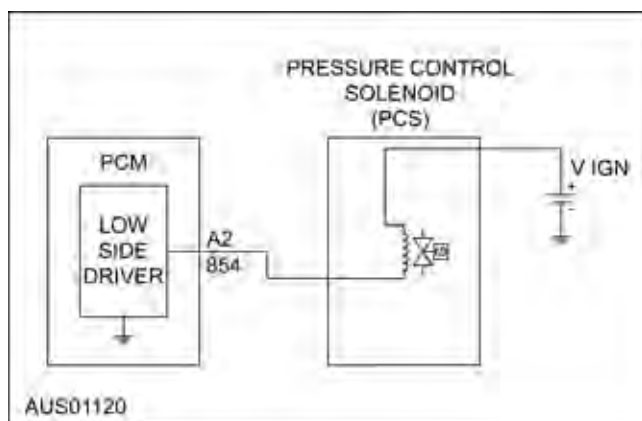 PRESSURE CONTROL
SOLENOID
(PCS)
PCM
LOW
SIDE
DRIVER
A2
854
V IGN
+
-
AUS01120